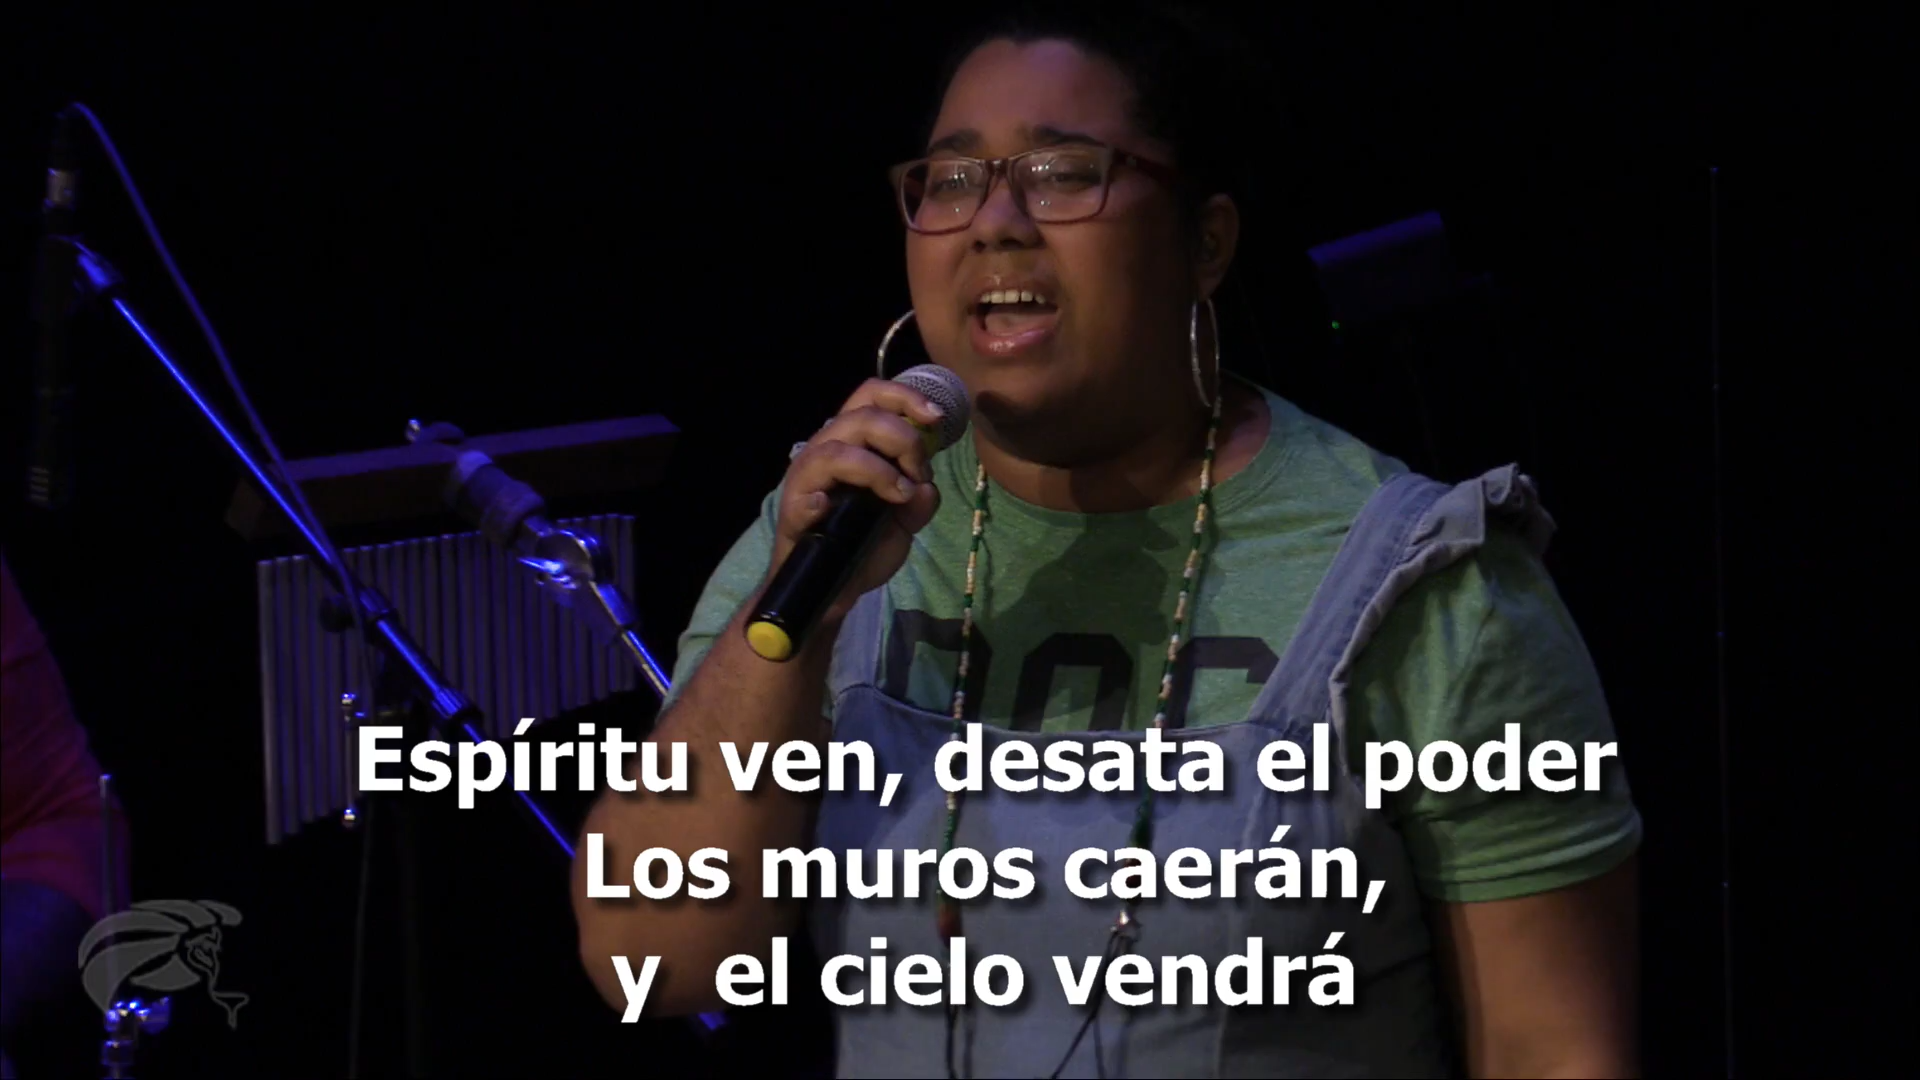 Espíritu ven, desata el poder
Los muros caerán,
y el cielo vendrá